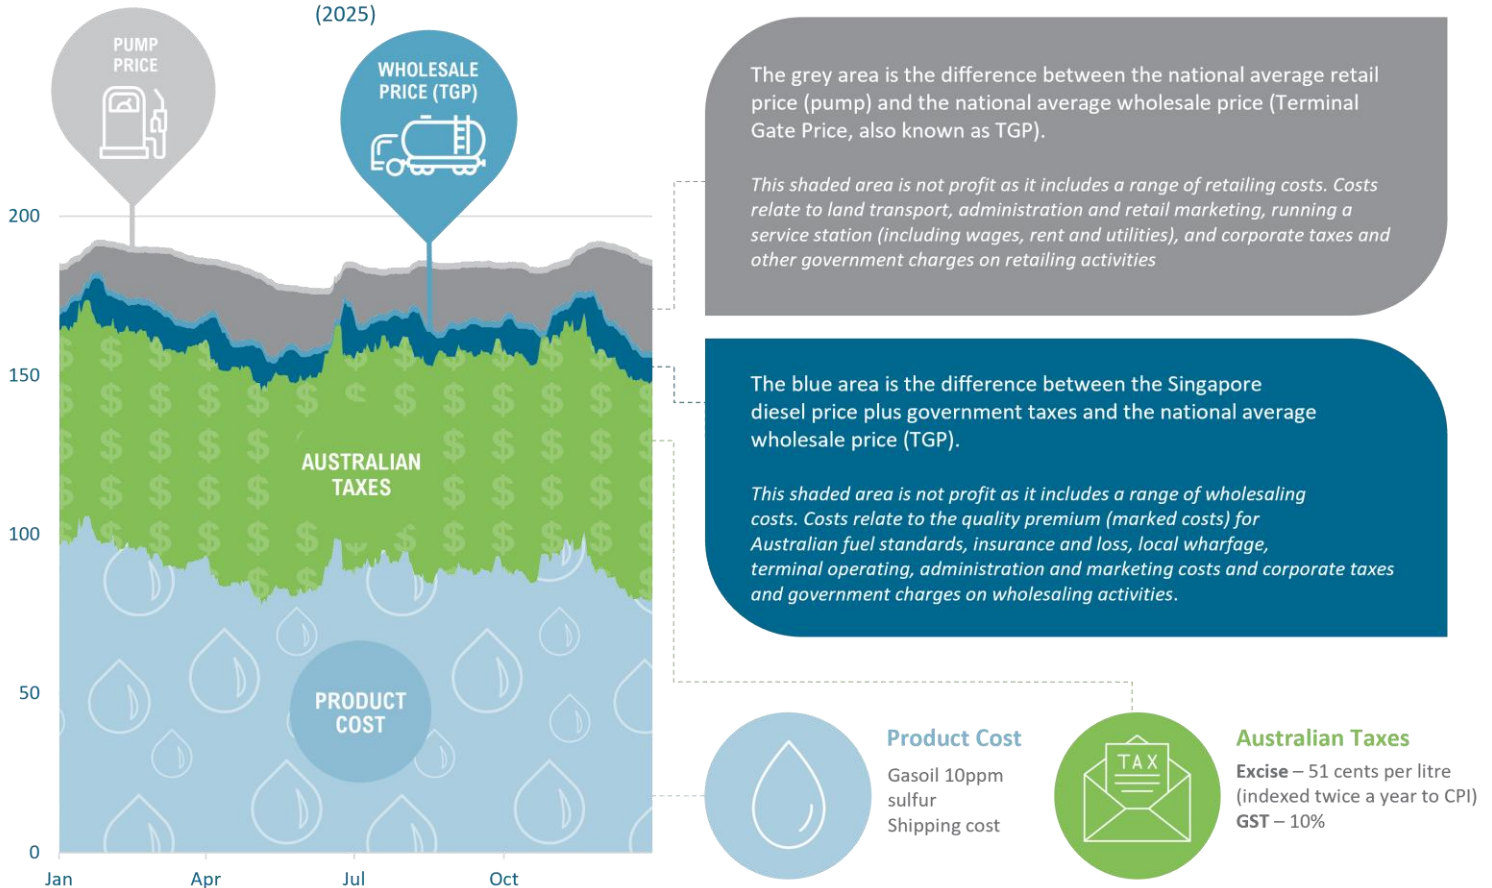 (2025)
PUMP
PRICE
WHOLESALE
PRICE (TGP)
The grey area is the difference between the national average retail
price (pump) and the national average wholesale price (Terminal
Gate Price, also known as TGP).
This shaded area is not profit as it includes a range of retailing costs. Costs
relate to land transport, administration and retail marketing, running a
service station (including wages, rent and utilities), and corporate taxes and
other government charges on retailing activities
200
150
100
50
0
Jan
Apr
Jul
Oct
AUSTRALIAN
TAXES
PRODUCT
COST
The blue area is the difference between the Singapore
diesel price plus government taxes and the national average
wholesale price (TGP).
This shaded area is not profit as it includes a range of wholesaling
costs. Costs relate to the quality premium (marked costs) for
Australian fuel standards, insurance and loss, local wharfage,
terminal operating, administration and marketing costs and corporate taxes
and government charges on wholesaling activities.
Product Cost
Gasoil 10ppm
sulfur
Shipping cost
TAX
Australian Taxes
Excise – 51 cents per litre
(indexed twice a year to CPI)
GST – 10%